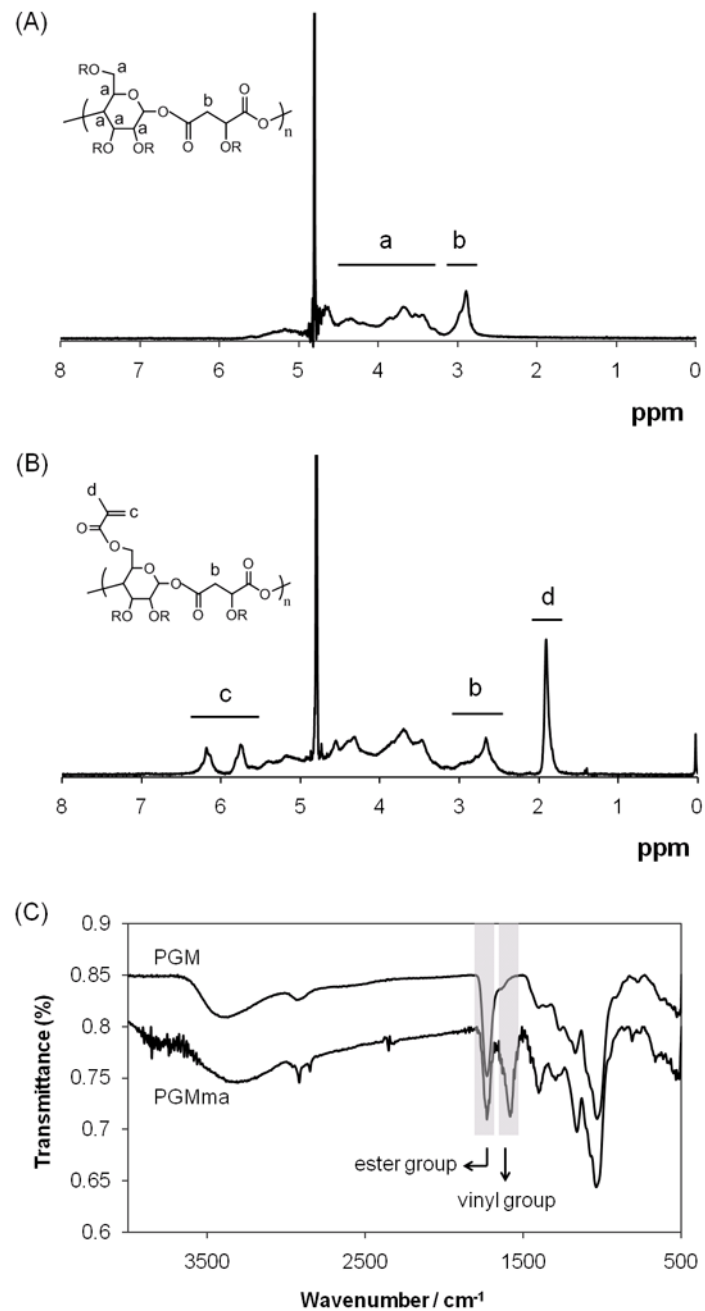 (A)
RO
a
a
O
a
a
a
RO
OR
O
O
b
OR
O
O
n
a
b
8 7 6 5 4 3 2 1 0
ppm
(B)
d
c
O
O
O
RO
OR
O
O
b
OR
O
O
n
c
b
d
8 7 6 5 4 3 2 1 0
ppm
(C)
0.9
0.85
0.8
0.75
0.7
0.65
0.6
Transmittance (%)
PGM
PGMma
ester group
vinyl group
3500 2500 1500 500
Wavenumber / cm-1